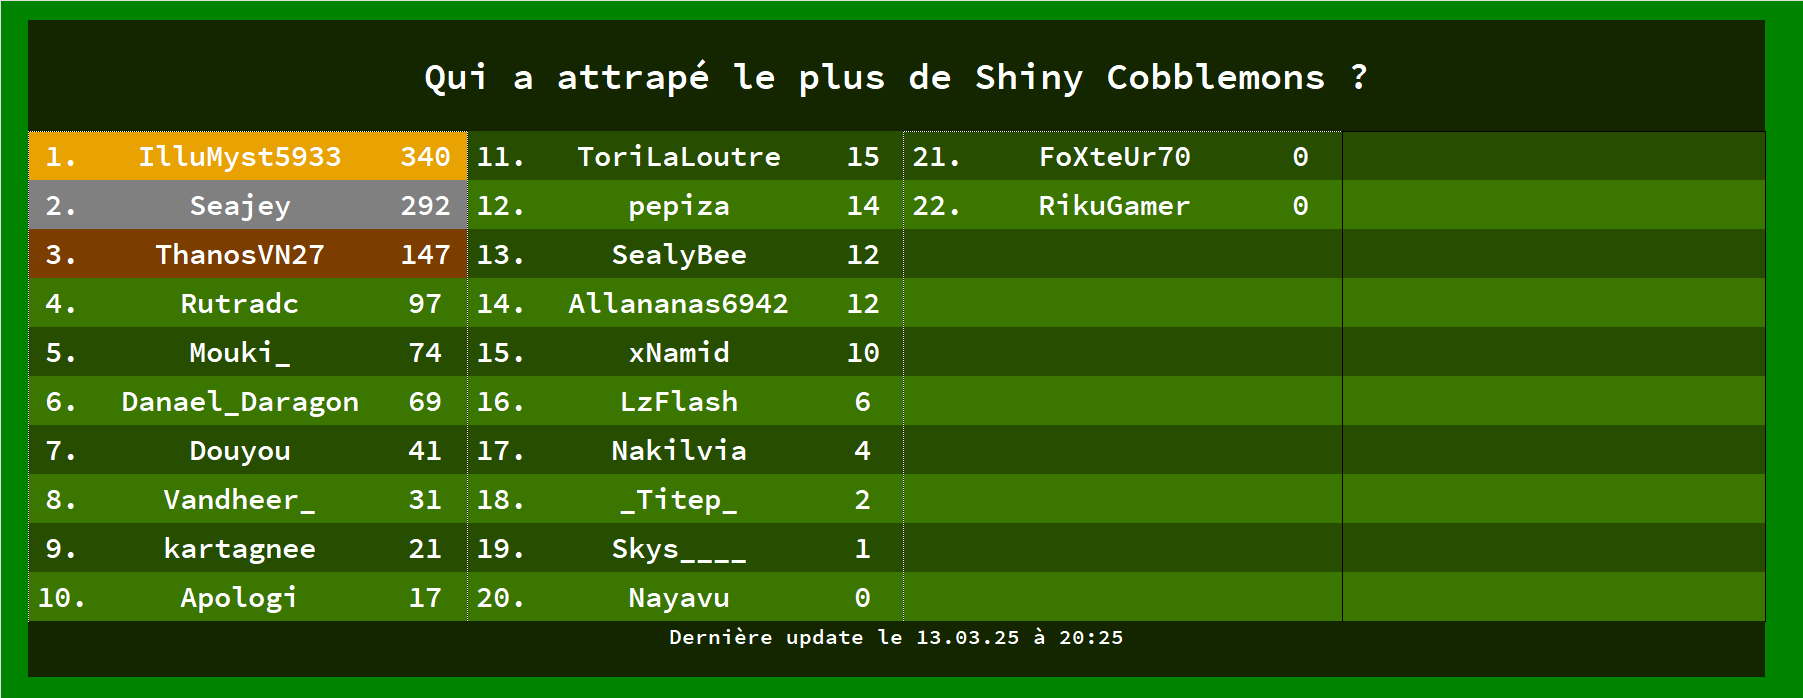 Qui a attrapé le plus de Shiny Cobblemons ?
1. IlluMyst5933 340
2. Seajey 292
3. ThanosVN27 147
4. Rutradc 97
5. Mouki_ 74
6. Danael_Daragon 69
7. Douyou 41
8. Vandheer_ 31
9. kartagnee 21
10. Apologi 17
11. ToriLaLoutre 15
12. pepiza 14
13. SealyBee 12
14. Allananas6942 12
15. xNamid 10
16. LzFlash 6
17. Nakilvia 4
18. _Titep_ 2
19. Skys____ 1
20. Nayavu 0
21. FoXteUr70 0
22. RikuGamer 0
Dernière update le 13.03.25 à 20:25